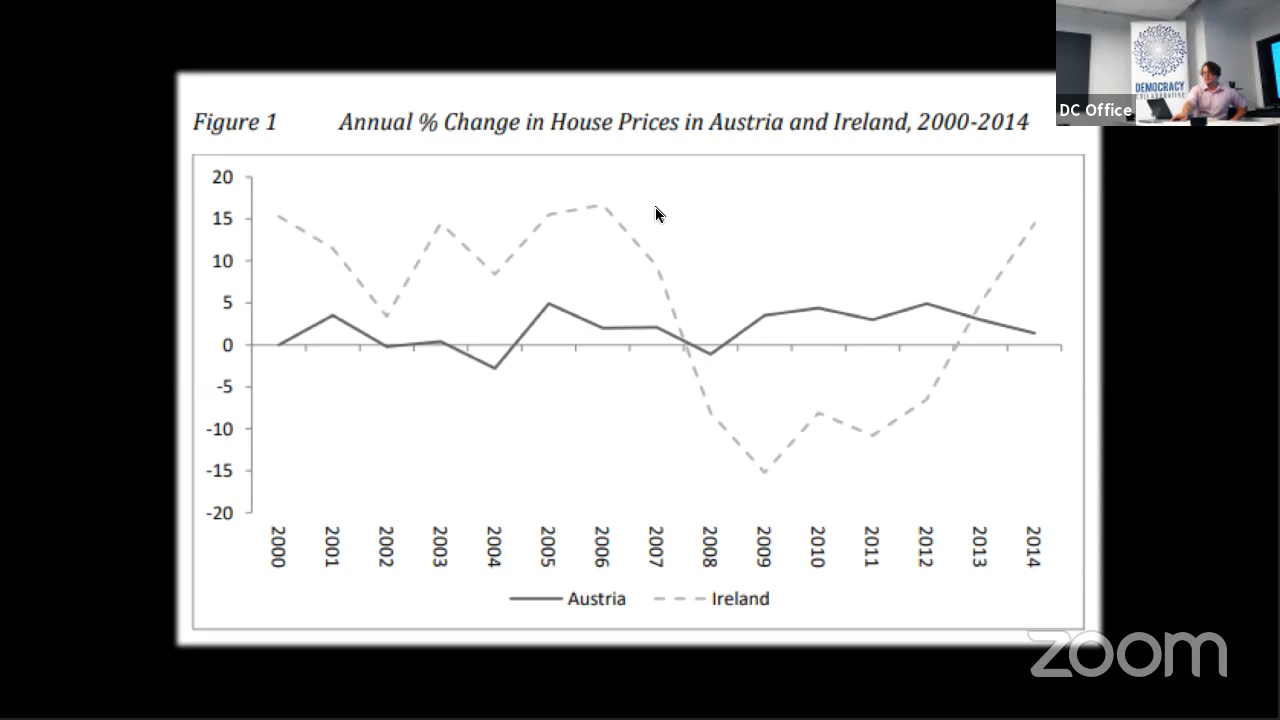 DEMOCRACY
COLLABORATIVE
DC Office
Figure 1 Annual % Change in House Prices in Austria and Ireland, 2000-2014
20
15
10
5
0
-5
-10
-15
-20
2000 2001 2002 2003 2004 2005 2006 2007 2008 2009 2010 2011 2012 2013 2014
Austria Ireland
zoom